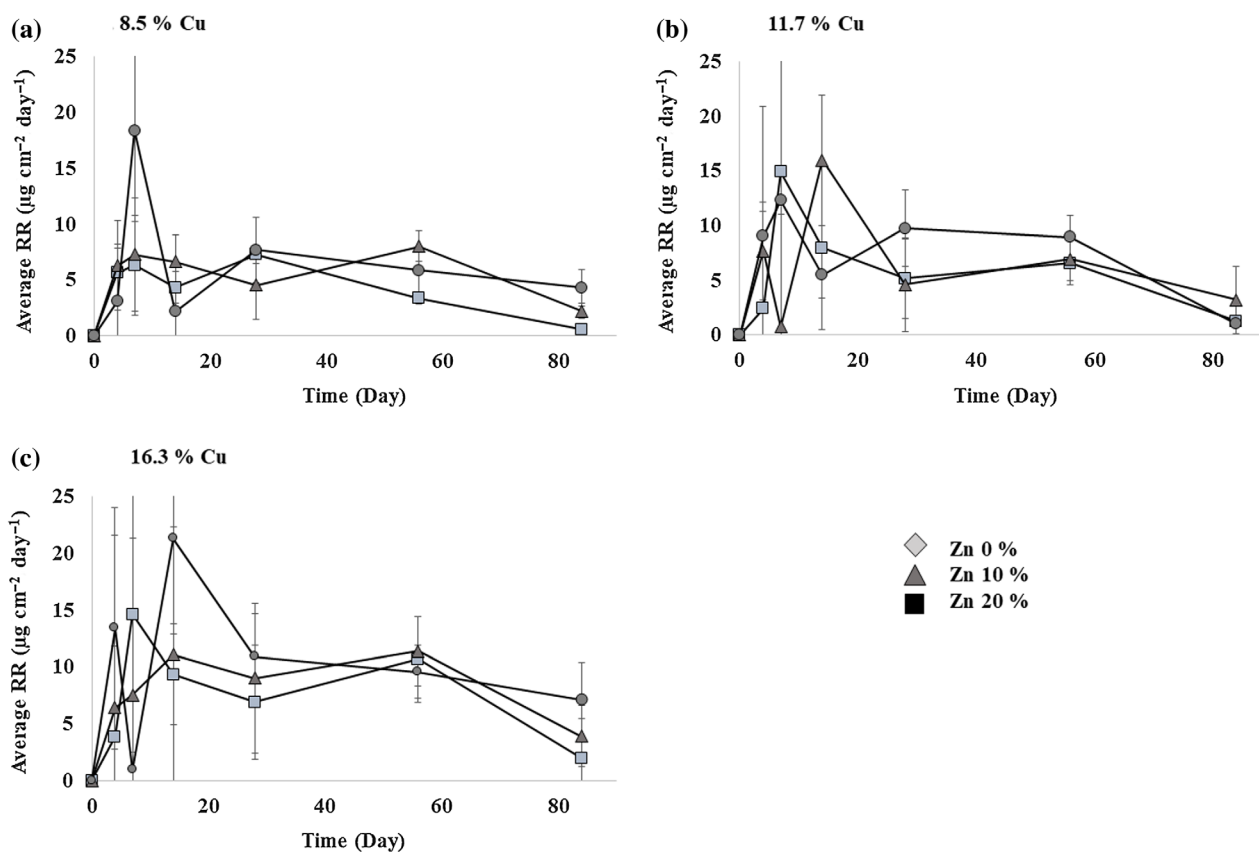 (a)
8.5 % Cu
25
20
15
10
5
0
Average RR (µg cm⁻² day⁻¹)
0 20 40 60 80
Time (Day)
(b)
11.7 % Cu
25
20
15
10
5
0
Average RR (µg cm⁻² day⁻¹)
0 20 40 60 80
Time (Day)
(c)
16.3 % Cu
25
20
15
10
5
0
Average RR (µg cm⁻² day⁻¹)
0 20 40 60 80
Time (Day)
Zn 0 %
Zn 10 %
Zn 20 %